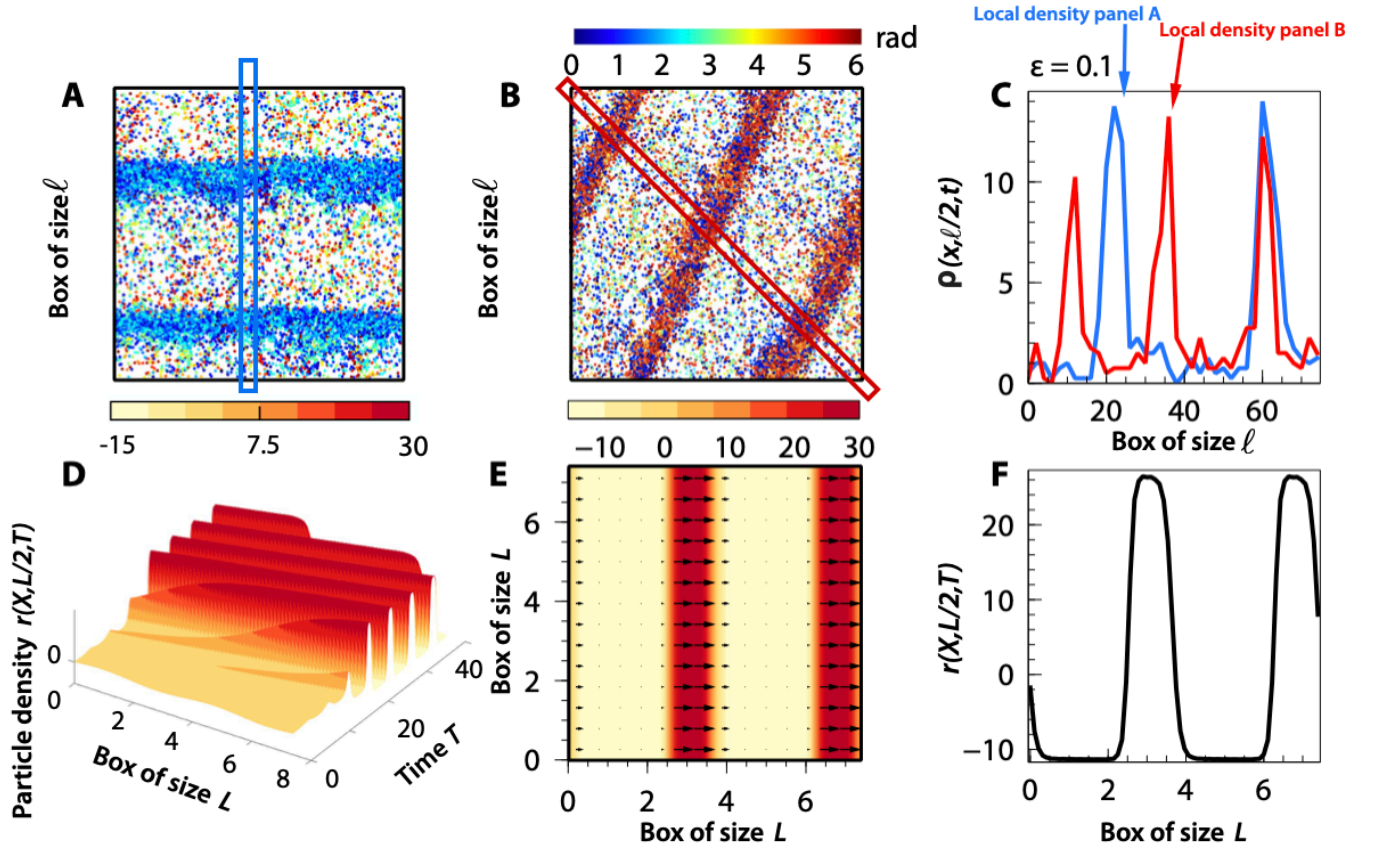 Local density panel A
Local density panel B
rad
0 1 2 3 4 5 6
ε = 0.1
A
B
C
Box of size ℓ
Box of size ℓ
ρ(x,ℓ/2,t)
10
5
0
0 20 40 60
Box of size ℓ
-15 7.5 30
−10 0 10 20 30
D
E
F
Particle density r(X,L/2,T)
0
0 2 4 6 8
Box of size L
0 20 40
Time T
Box of size L
6
4
2
0
0 2 4 6
Box of size L
r(X,L/2,T)
20
10
0
−10
0 2 4 6
Box of size L